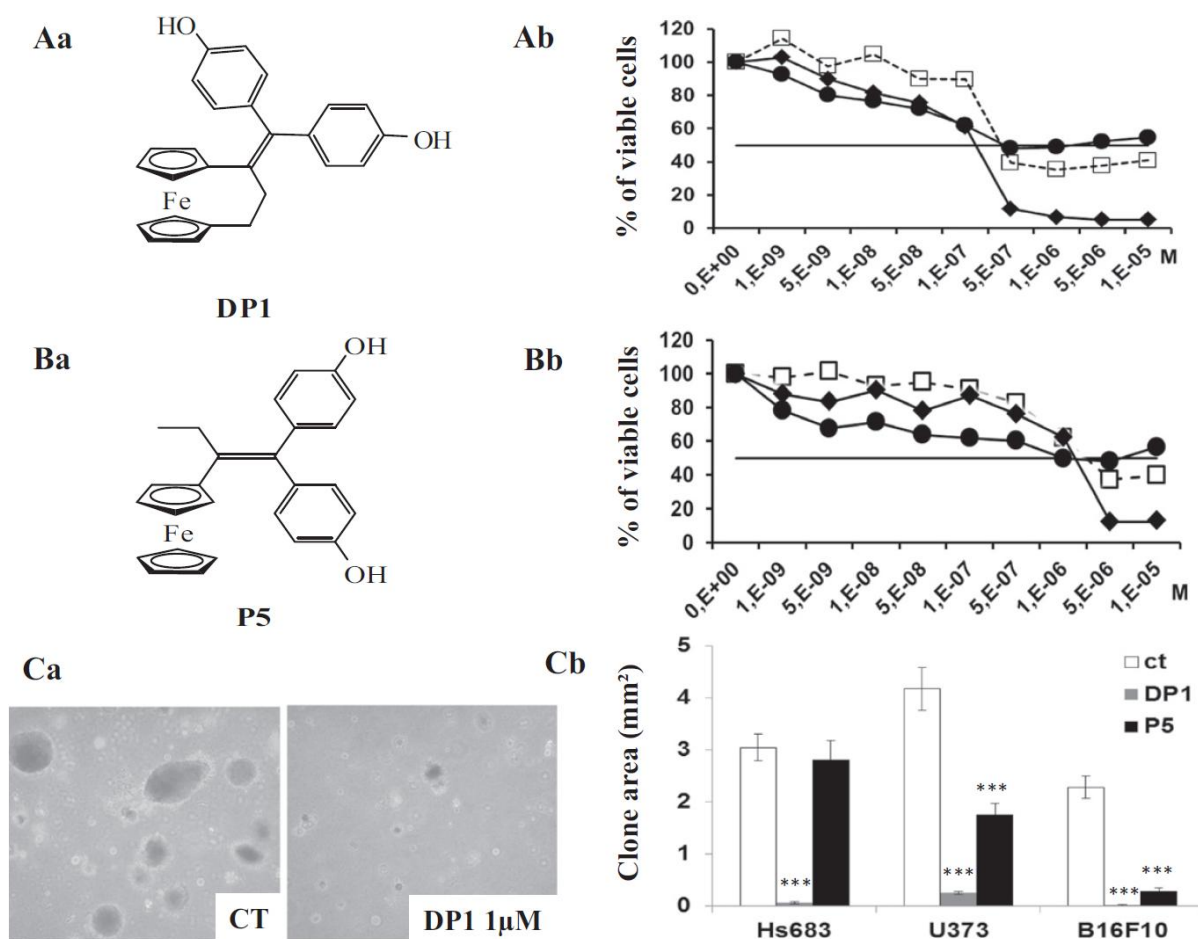 Aa
HO
OH
Fe
DP1
Ab
% of viable cells
120
100
80
60
40
20
0
0,E+00
1,E-09
5,E-09
1,E-08
5,E-08
1,E-07
5,E-07
1,E-06
5,E-06
1,E-05
M
Ba
OH
Fe
OH
P5
Bb
% of viable cells
120
100
80
60
40
20
0
0,E+00
1,E-09
5,E-09
1,E-08
5,E-08
1,E-07
5,E-07
1,E-06
5,E-06
1,E-05
M
Ca
CT
DP1 1µM
Cb
Clone area (mm²)
5
4
3
2
1
0
ct
DP1
P5
***
***
***
***
***
Hs683
U373
B16F10